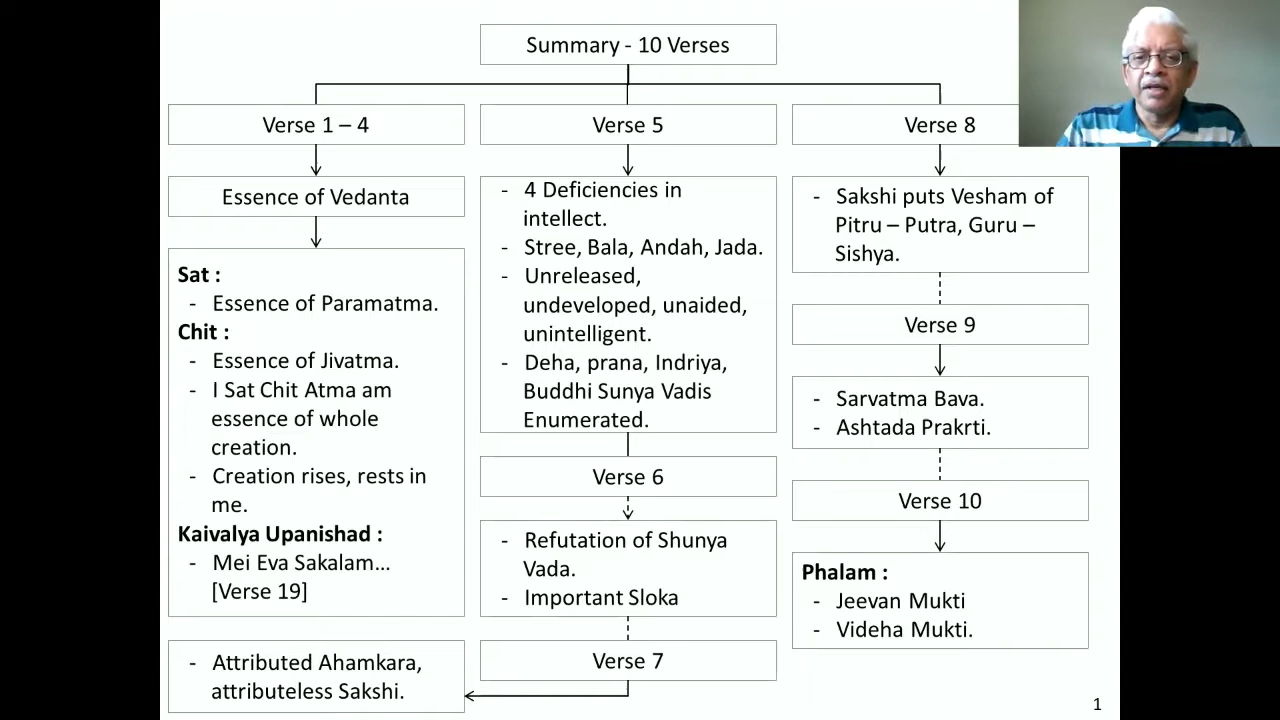 Summary - 10 Verses
Verse 1 – 4
Essence of Vedanta
Sat :
- Essence of Paramatma.
Chit :
- Essence of Jivatma.
- I Sat Chit Atma am
essence of whole
creation.
- Creation rises, rests in
me.
Kaivalya Upanishad :
- Mei Eva Sakalam...
[Verse 19]
Verse 5
- 4 Deficiencies in
intellect.
- Stree, Bala, Andah, Jada.
- Unreleased,
undeveloped, unaided,
unintelligent.
- Deha, prana, Indriya,
Buddhi Sunya Vadis
Enumerated.
Verse 6
- Refutation of Shunya
Vada.
- Important Sloka
Verse 7
- Attributed Ahamkara,
attributeless Sakshi.
Verse 8
- Sakshi puts Vesham of
Pitru – Putra, Guru –
Sishya.
Verse 9
- Sarvatma Bava.
- Ashtada Prakrti.
Verse 10
Phalam :
- Jeevan Mukti
- Videha Mukti.
1